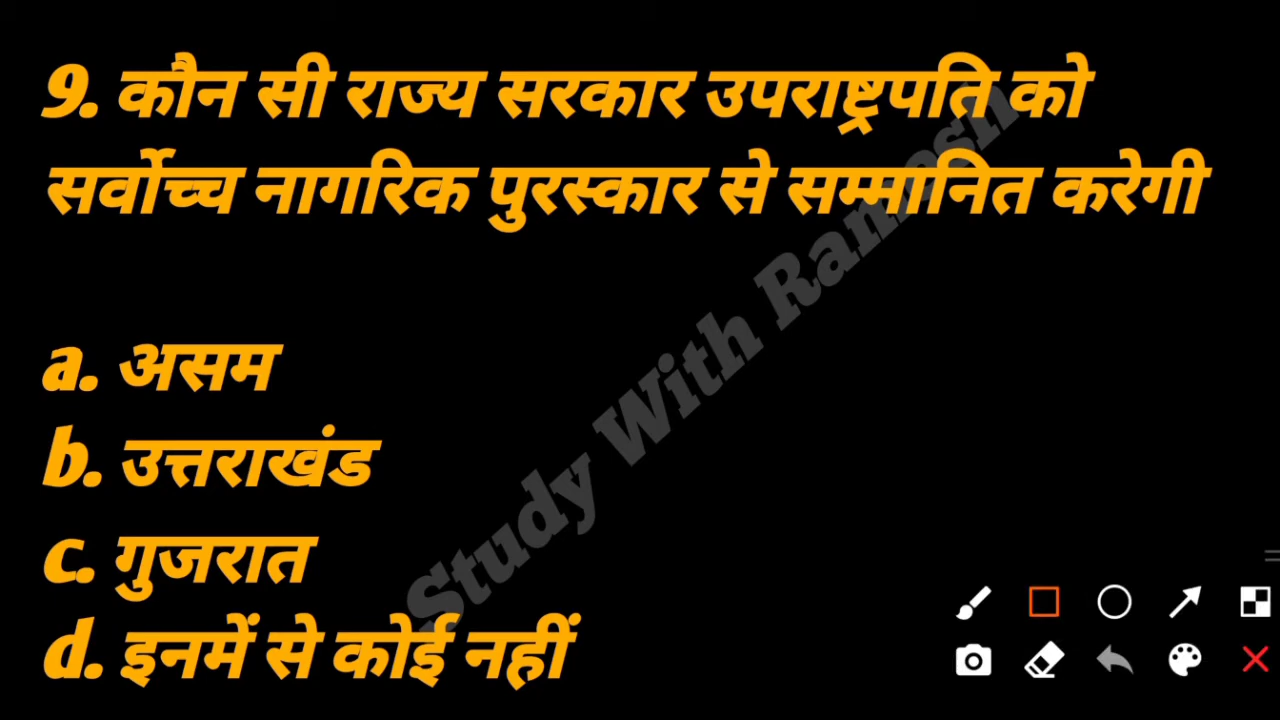 9. कौन सी राज्य सरकार उपराष्ट्रपति को
सर्वोच्च नागरिक पुरस्कार से सम्मानित करेगी
a. असम
b. उत्तराखंड
c. गुजरात
d. इनमें से कोई नहीं
Study With Ramesh